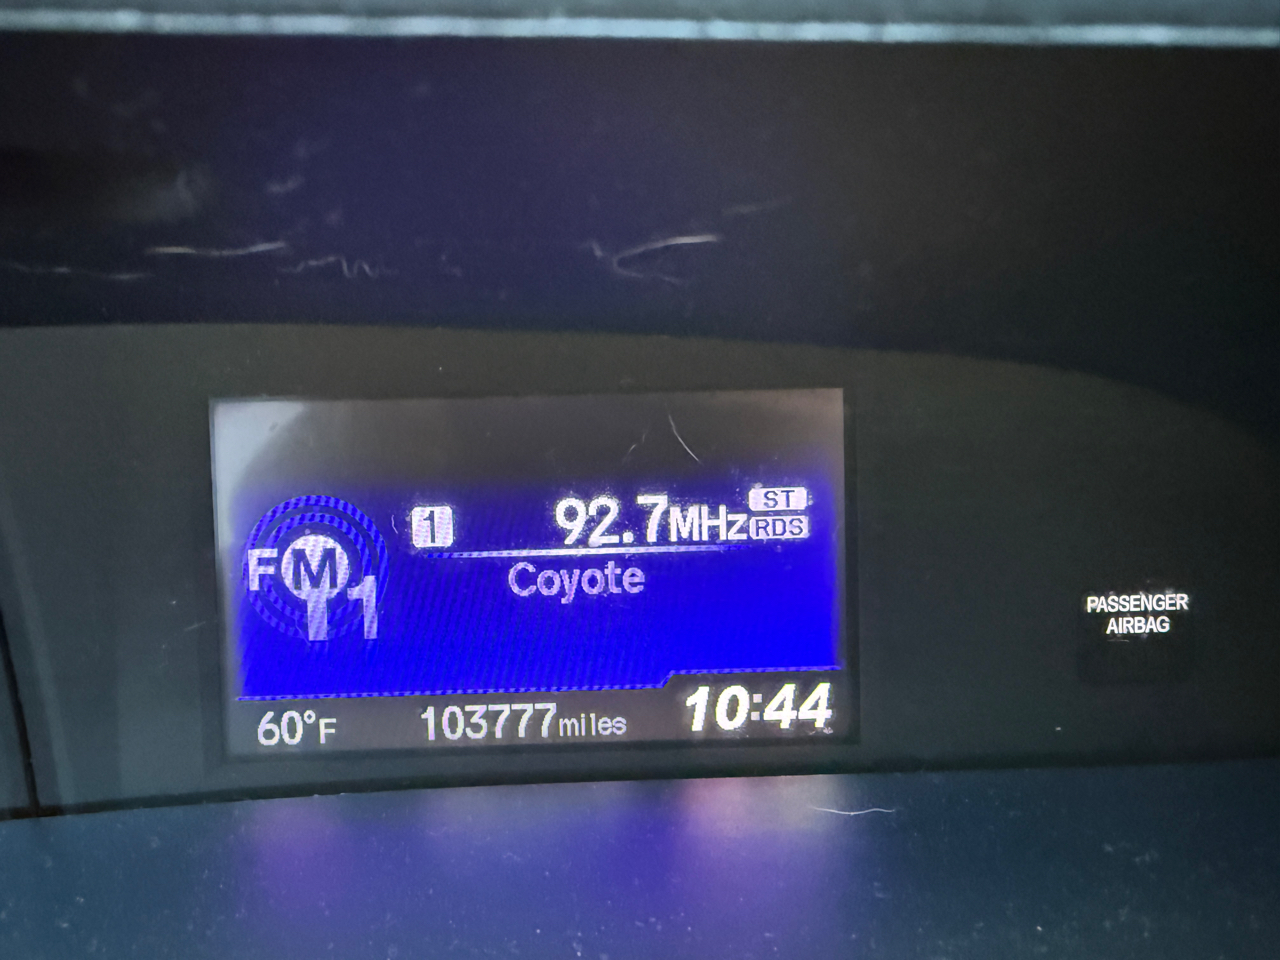 1 92.7MHz ST
RDS
FM
1
Coyote
60°F 103777miles 10:44
PASSENGER
AIRBAG